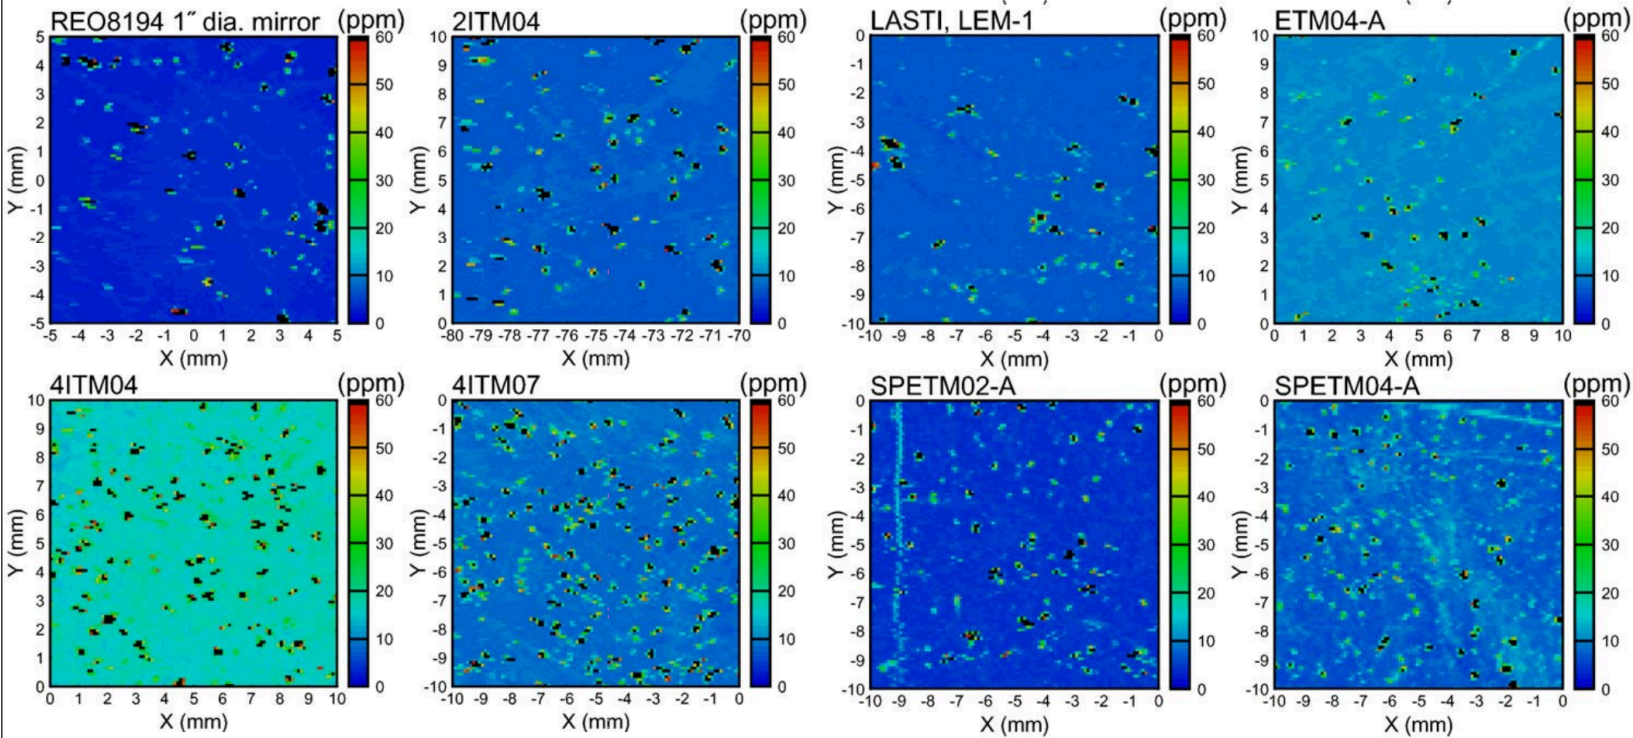 REO8194 1″ dia. mirror (ppm)
5 4 3 2 1 0 -1 -2 -3 -4 -5
Y (mm)
60 50 40 30 20 10 0
-5 -4 -3 -2 -1 0 1 2 3 4 5
X (mm)
2ITM04 (ppm)
10 9 8 7 6 5 4 3 2 1 0
Y (mm)
60 50 40 30 20 10 0
-80 -79 -78 -77 -76 -75 -74 -73 -72 -71 -70
X (mm)
LASTI, LEM-1 (ppm)
0 -1 -2 -3 -4 -5 -6 -7 -8 -9 -10
Y (mm)
60 50 40 30 20 10 0
-10 -9 -8 -7 -6 -5 -4 -3 -2 -1 0
X (mm)
ETM04-A (ppm)
10 9 8 7 6 5 4 3 2 1 0
Y (mm)
60 50 40 30 20 10 0
0 1 2 3 4 5 6 7 8 9 10
X (mm)
4ITM04 (ppm)
10 9 8 7 6 5 4 3 2 1 0
Y (mm)
60 50 40 30 20 10 0
0 1 2 3 4 5 6 7 8 9 10
X (mm)
4ITM07 (ppm)
0 -1 -2 -3 -4 -5 -6 -7 -8 -9 -10
Y (mm)
60 50 40 30 20 10 0
-10 -9 -8 -7 -6 -5 -4 -3 -2 -1 0
X (mm)
SPETM02-A (ppm)
0 -1 -2 -3 -4 -5 -6 -7 -8 -9 -10
Y (mm)
60 50 40 30 20 10 0
-10 -9 -8 -7 -6 -5 -4 -3 -2 -1 0
X (mm)
SPETM04-A (ppm)
0 -1 -2 -3 -4 -5 -6 -7 -8 -9 -10
Y (mm)
60 50 40 30 20 10 0
-10 -9 -8 -7 -6 -5 -4 -3 -2 -1 0
X (mm)